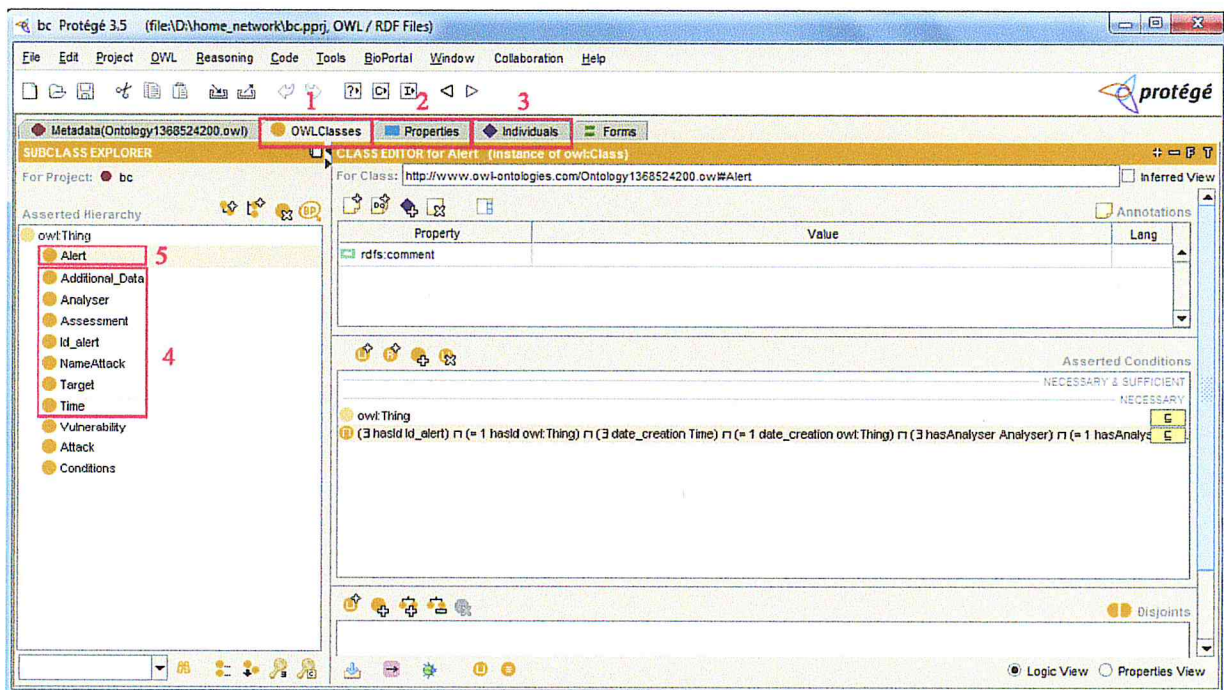 bc Protégé 3.5 (file:\D:\home_network\bc.pprj, OWL / RDF Files)
File Edit Project OWL Reasoning Code Tools BioPortal Window Collaboration Help
protégé
1 2 3
Metadata(Ontology1368524200.owl) OWLClasses Properties Individuals Forms
SUBCLASS EXPLORER
CLASS EDITOR for Alert (instance of owl:Class)
For Project: bc
For Class: http://www.owl-ontologies.com/Ontology1368524200.owl#Alert
Inferred View
Asserted Hierarchy
BP
Annotations
Property Value Lang
rdfs:comment
owl:Thing
Alert 5
Additional_Data
Analyser
Assessment
Id_alert
NameAttack 4
Target
Time
Vulnerability
Attack
Conditions
Asserted Conditions
NECESSARY & SUFFICIENT
NECESSARY
owl:Thing
(∃ hasId Id_alert) ⊓ (= 1 hasId owl:Thing) ⊓ (∃ date_creation Time) ⊓ (= 1 date_creation owl:Thing) ⊓ (∃ hasAnalyser Analyser) ⊓ (= 1 hasAnalys
Disjoints
Logic View Properties View